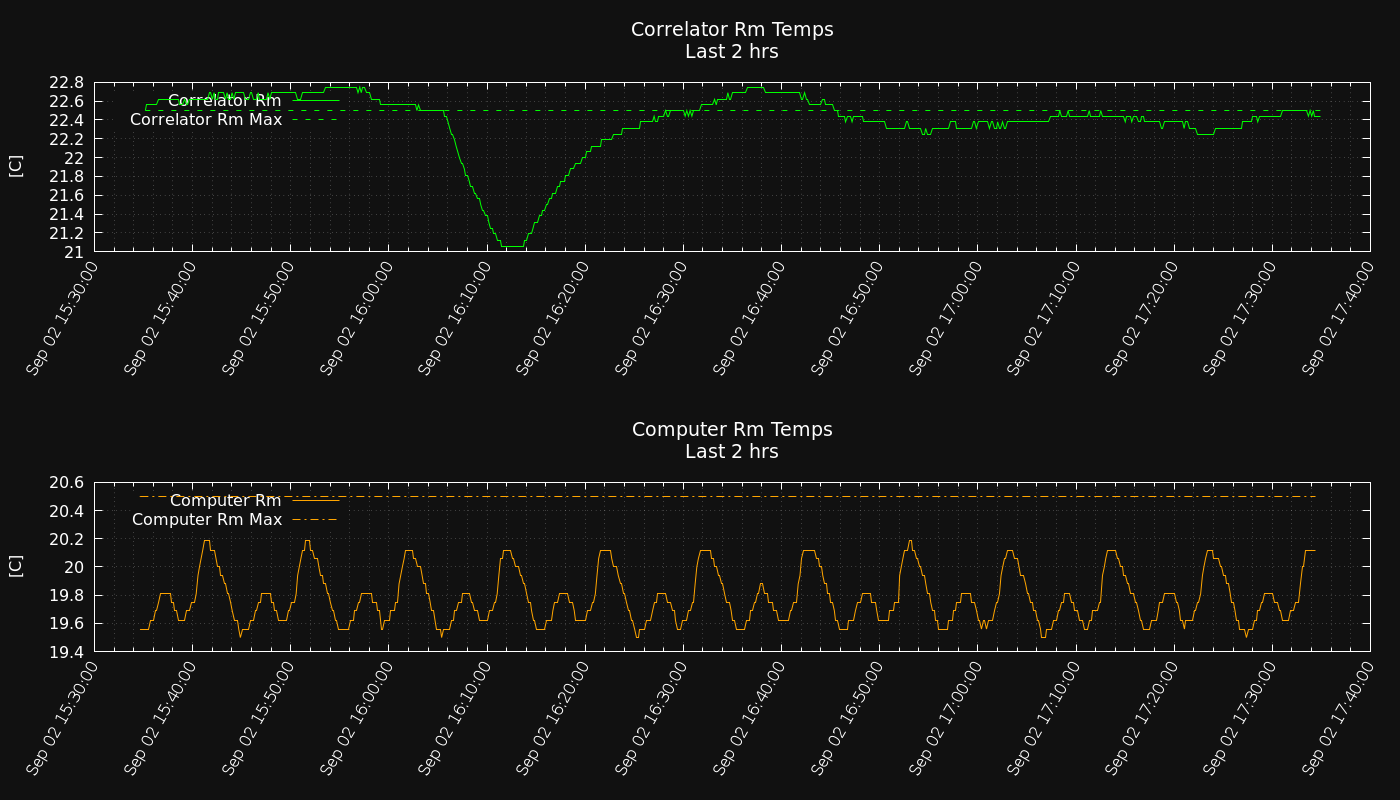 Correlator Rm Temps
Last 2 hrs
22.8
22.6
22.4
22.2
22
21.8
21.6
21.4
21.2
21
[C]
Correlator Rm
Correlator Rm Max
Sep 02 15:30:00
Sep 02 15:40:00
Sep 02 15:50:00
Sep 02 16:00:00
Sep 02 16:10:00
Sep 02 16:20:00
Sep 02 16:30:00
Sep 02 16:40:00
Sep 02 16:50:00
Sep 02 17:00:00
Sep 02 17:10:00
Sep 02 17:20:00
Sep 02 17:30:00
Sep 02 17:40:00
Computer Rm Temps
Last 2 hrs
20.6
20.4
20.2
20
19.8
19.6
19.4
[C]
Computer Rm
Computer Rm Max
Sep 02 15:30:00
Sep 02 15:40:00
Sep 02 15:50:00
Sep 02 16:00:00
Sep 02 16:10:00
Sep 02 16:20:00
Sep 02 16:30:00
Sep 02 16:40:00
Sep 02 16:50:00
Sep 02 17:00:00
Sep 02 17:10:00
Sep 02 17:20:00
Sep 02 17:30:00
Sep 02 17:40:00